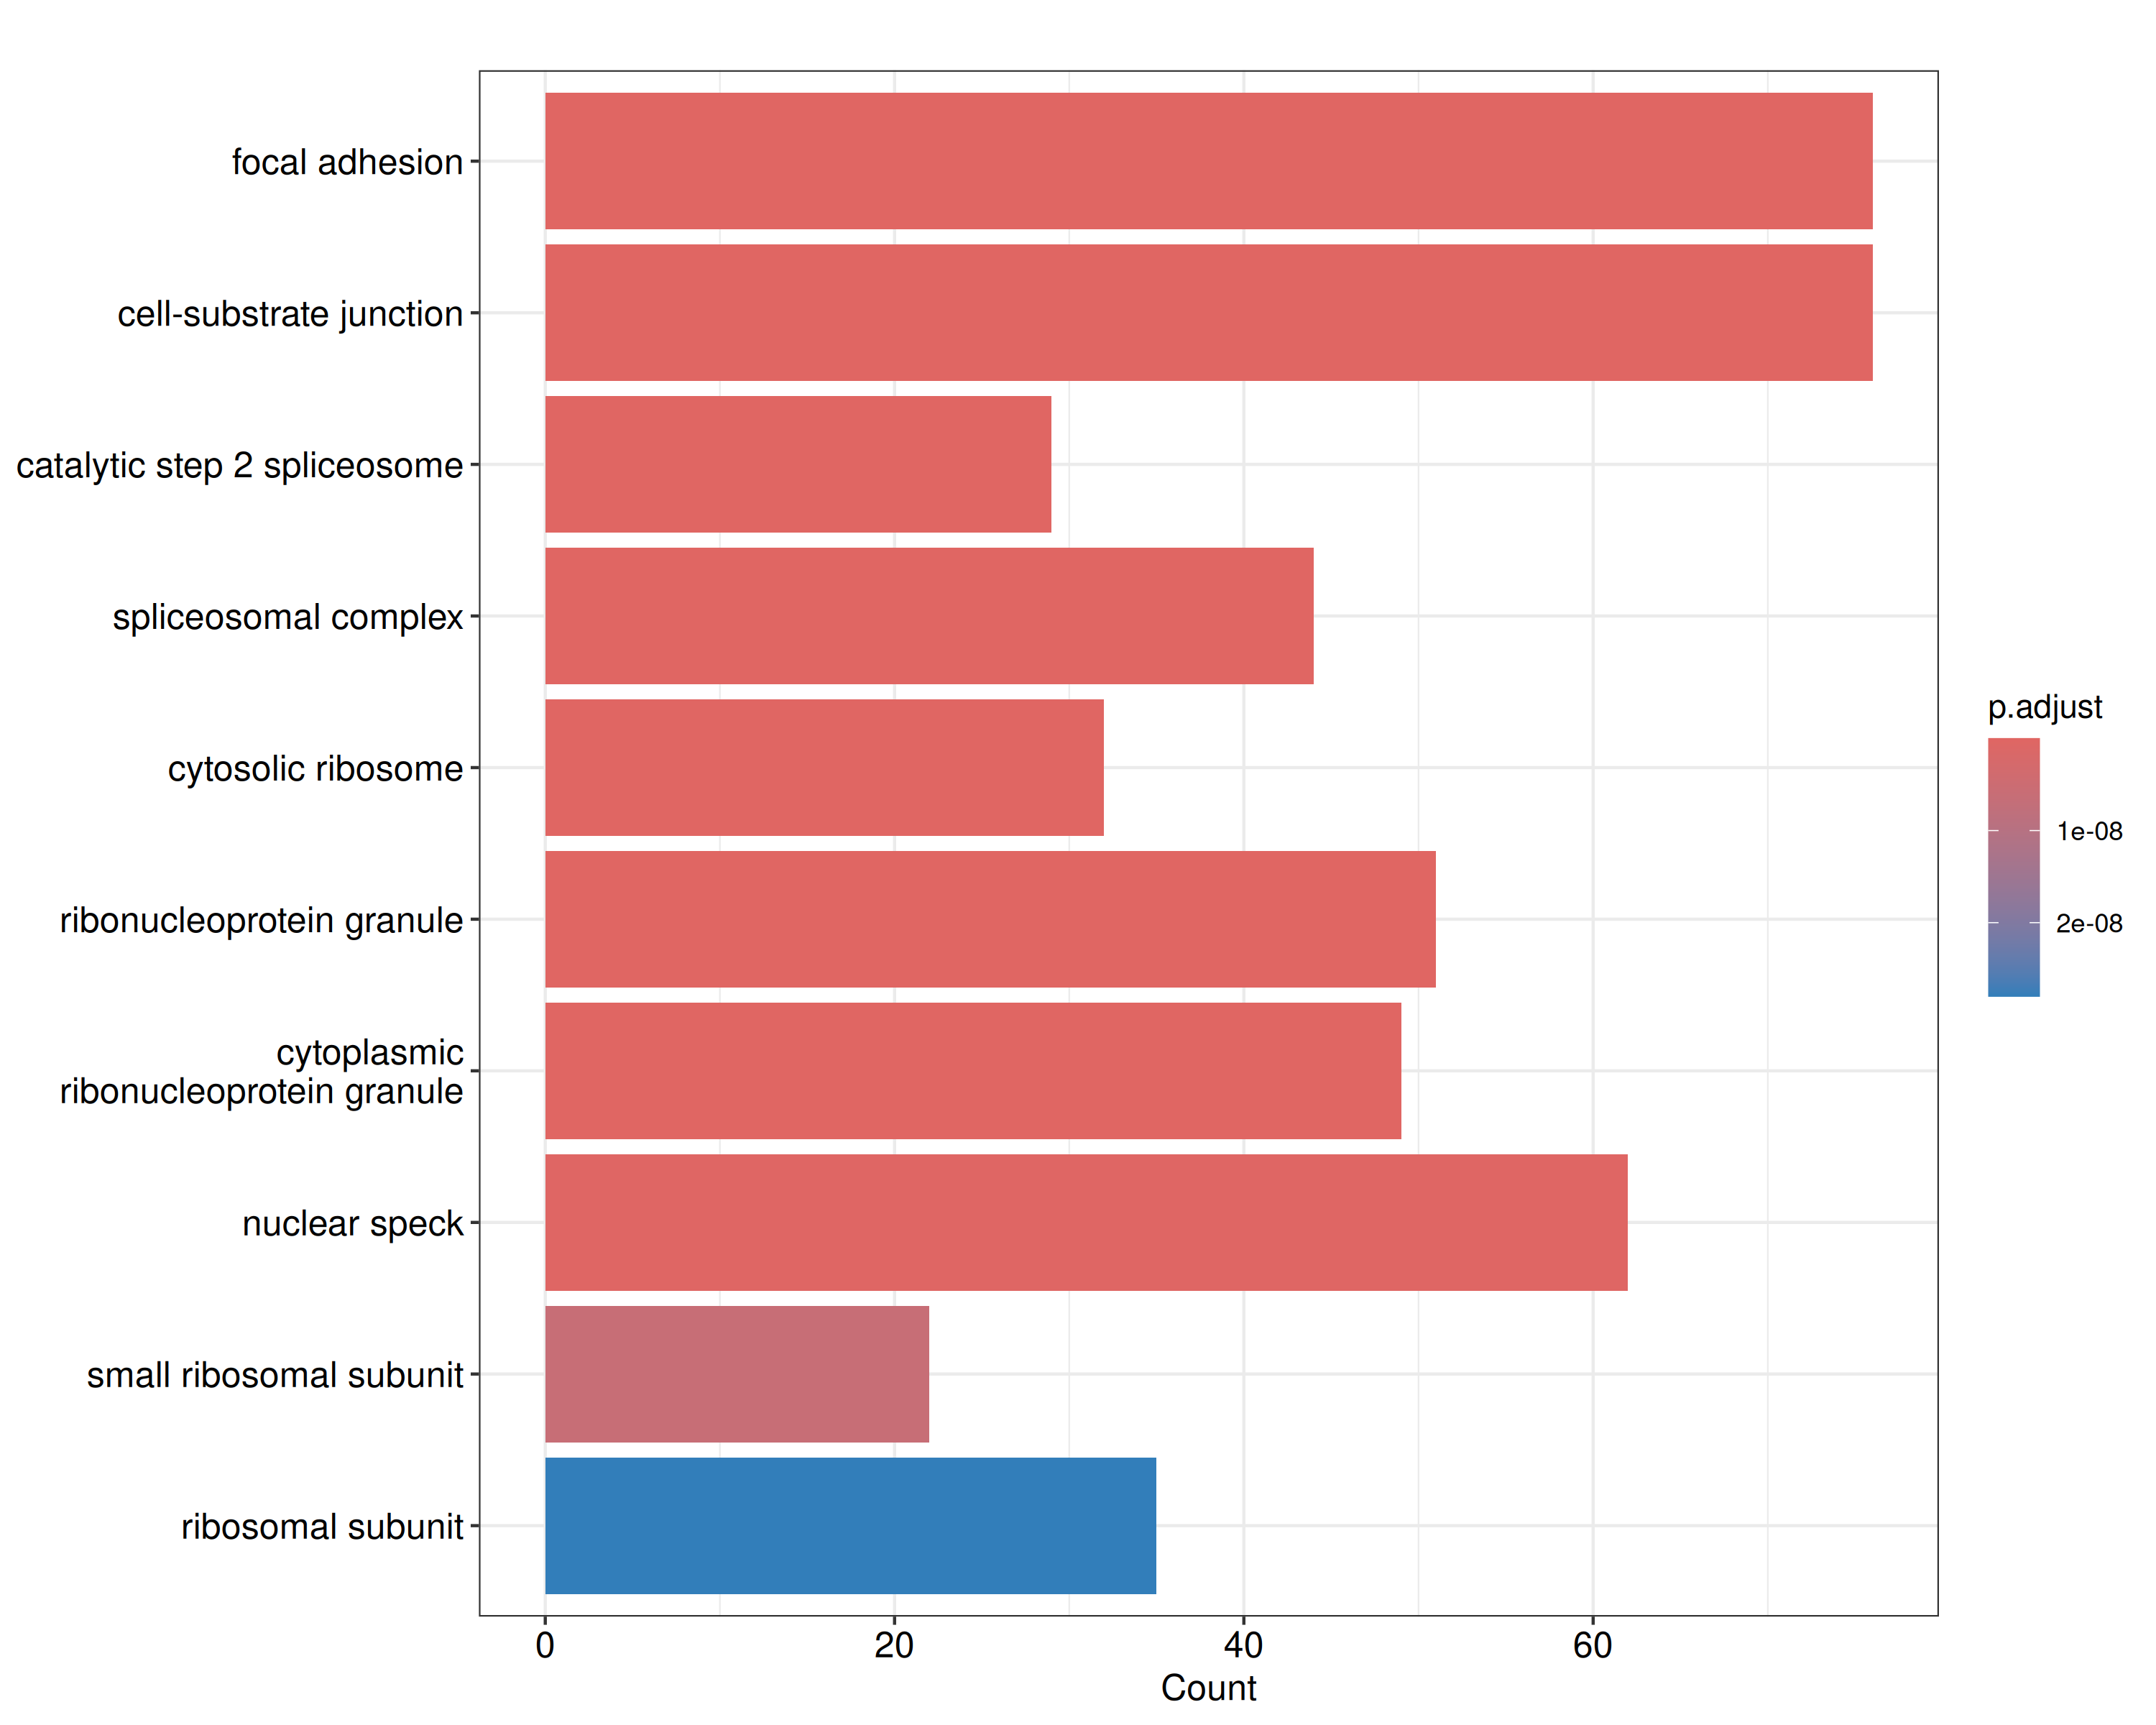 focal adhesion
cell-substrate junction
catalytic step 2 spliceosome
spliceosomal complex
cytosolic ribosome
ribonucleoprotein granule
cytoplasmic
ribonucleoprotein granule
nuclear speck
small ribosomal subunit
ribosomal subunit
0 20 40 60
Count
p.adjust
1e-08
2e-08